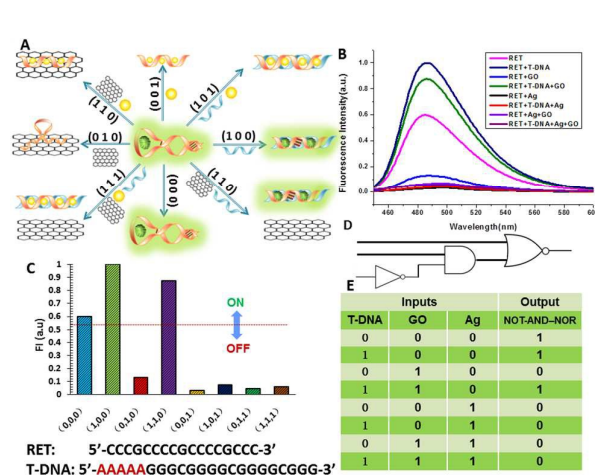 A
(1 1 0)
(0 0 1)
(1 0 1)
(0 1 0)
(1 0 0)
(1 1 1)
(0 0 0)
(1 1 0)
B
Fluorescence Intensity(a.u.)
1.0
0.8
0.6
0.4
0.2
0.0
460 480 500 520 540 560 580 60
Wavelength(nm)
RET
RET+T-DNA
RET+GO
RET+T-DNA+GO
RET+Ag
RET+T-DNA+Ag
RET+Ag+GO
RET+T-DNA+Ag+GO
C
FI (a.u)
1
0.9
0.8
0.7
0.6
0.5
0.4
0.3
0.2
0.1
0
ON
OFF
(0,0,0) (1,0,0) (0,1,0) (1,1,0) (0,0,1) (1,0,1) (0,1,1) (1,1,1)
RET: 5’-CCCGCCCCGCCCCGCCC-3’
T-DNA: 5’-AAAAAGGGCGGGGCGGGGCGGG-3’
D
E
Inputs Output
T-DNA GO Ag NOT-AND–NOR
0 0 0 1
1 0 0 1
0 1 0 0
1 1 0 1
0 0 1 0
1 0 1 0
0 1 1 0
1 1 1 0